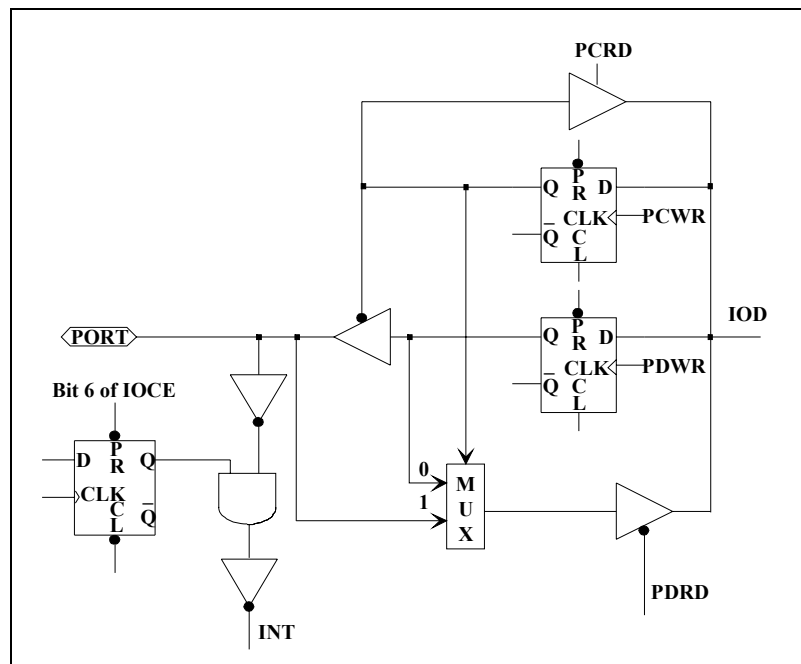 PCRD
Q P R D
CLK PCWR
Q̅ C L
IOD
PORT
Q P R D
CLK PDWR
Q̅ C L
Bit 6 of IOCE
D P R Q
CLK
C L Q̅
0
1
M
U
X
PDRD
INT